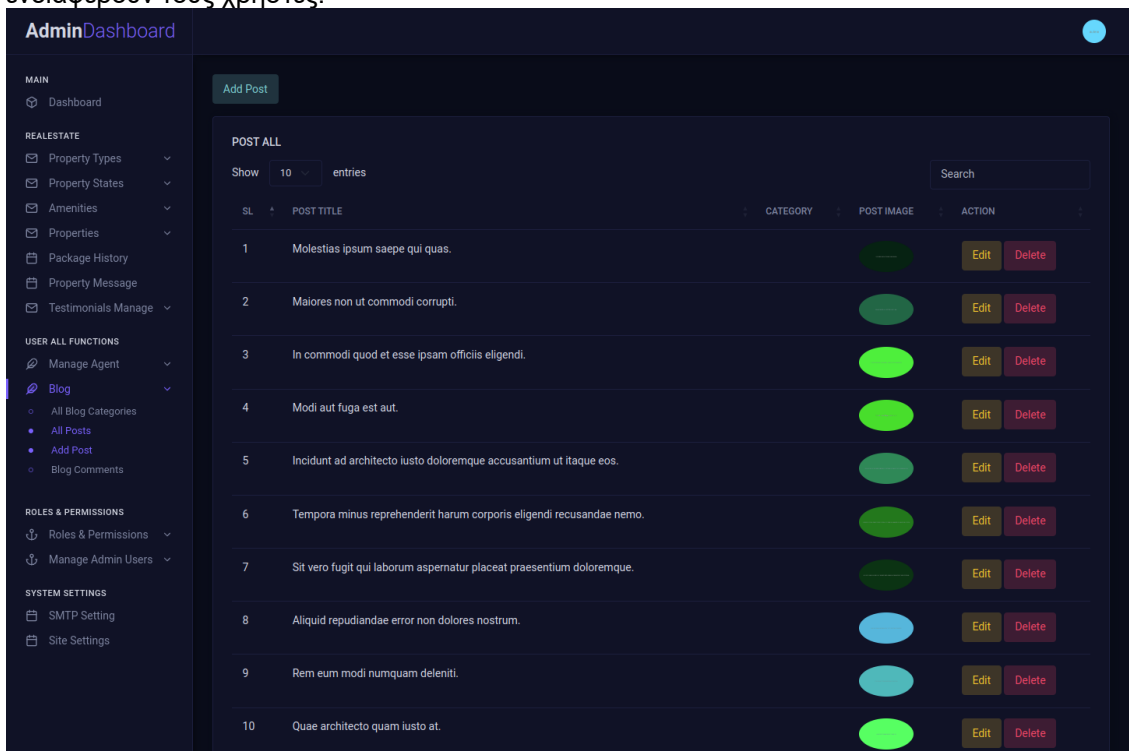 ενδιαφέρουν τους χρήστες.
AdminDashboard
MAIN
Dashboard
REALESTATE
Property Types
Property States
Amenities
Properties
Package History
Property Message
Testimonials Manage
USER ALL FUNCTIONS
Manage Agent
Blog
All Blog Categories
All Posts
Add Post
Blog Comments
ROLES & PERMISSIONS
Roles & Permissions
Manage Admin Users
SYSTEM SETTINGS
SMTP Setting
Site Settings
Add Post
POST ALL
Show 10 entries Search
SL POST TITLE CATEGORY POST IMAGE ACTION
1 Molestias ipsum saepe qui quas. Edit Delete
2 Maiores non ut commodi corrupti. Edit Delete
3 In commodi quod et esse ipsam officiis eligendi. Edit Delete
4 Modi aut fuga est aut. Edit Delete
5 Incidunt ad architecto iusto doloremque accusantium ut itaque eos. Edit Delete
6 Tempora minus reprehenderit harum corporis eligendi recusandae nemo. Edit Delete
7 Sit vero fugit qui laborum aspernatur placeat praesentium doloremque. Edit Delete
8 Aliquid repudiandae error non dolores nostrum. Edit Delete
9 Rem eum modi numquam deleniti. Edit Delete
10 Quae architecto quam iusto at. Edit Delete